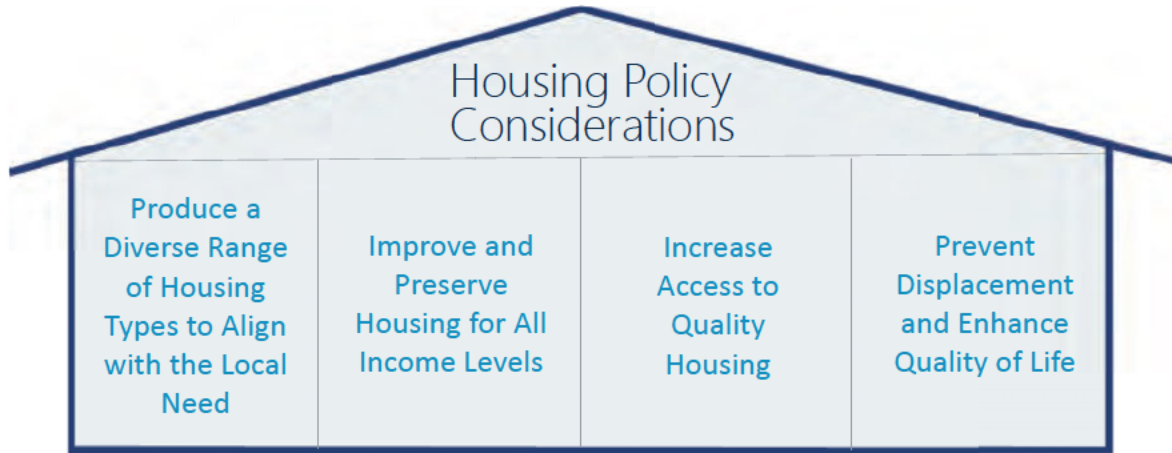 Housing Policy
Considerations
Produce a
Diverse Range
of Housing
Types to Align
with the Local
Need
Improve and
Preserve
Housing for All
Income Levels
Increase
Access to
Quality
Housing
Prevent
Displacement
and Enhance
Quality of Life